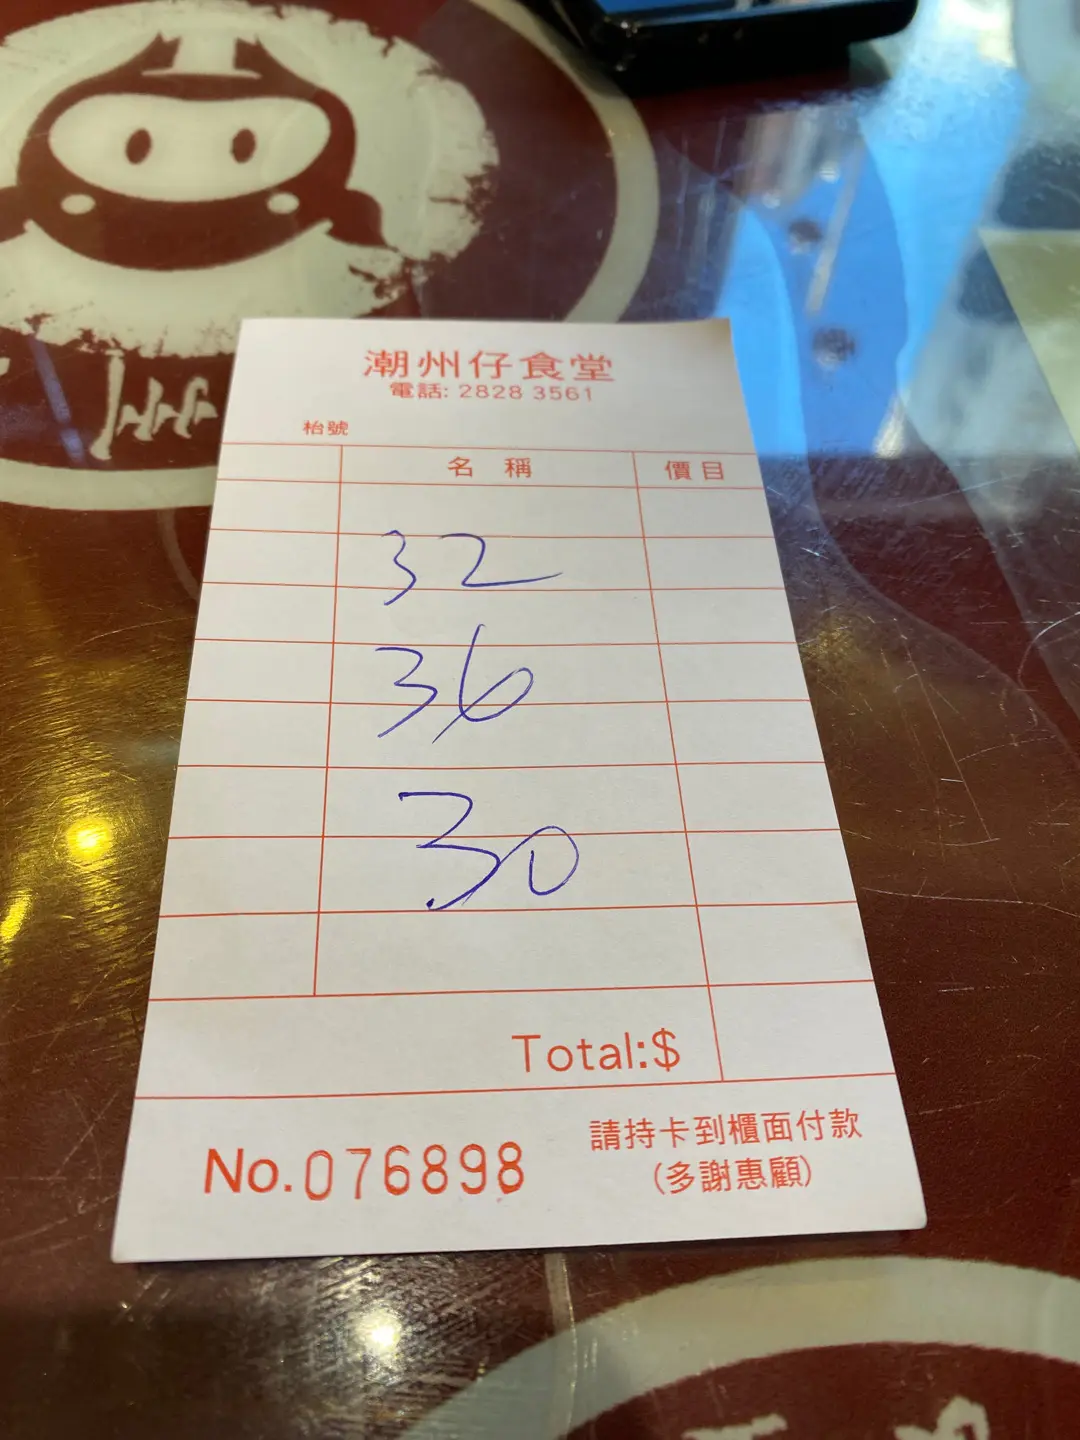 州
潮州仔食堂
電話: 2828 3561
枱號
名稱 價目
32
36
30
Total:$
No.076898
請持卡到櫃面付款
(多謝惠顧)